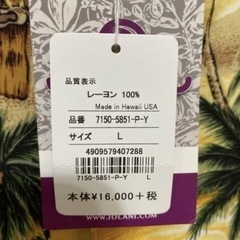 品質表示
レーヨン 100%
Made in Hawaii USA
品番 7150-5851-P-Y
サイズ L
4909579407288
7150-5851-P-Y L
本体¥16,000+税
WWW.IOLANI.COM